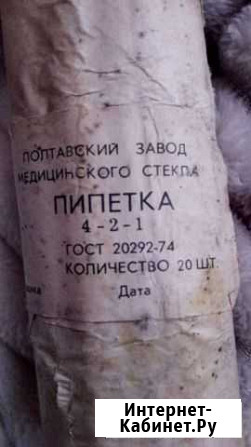 ПОЛТАВСКИЙ ЗАВОД
МЕДИЦИНСКОГО СТЕКЛА
ПИПЕТКА
4-2-1
ГОСТ 20292-74
КОЛИЧЕСТВО 20 ШТ.
Дата
Интернет-
Кабинет.Ру